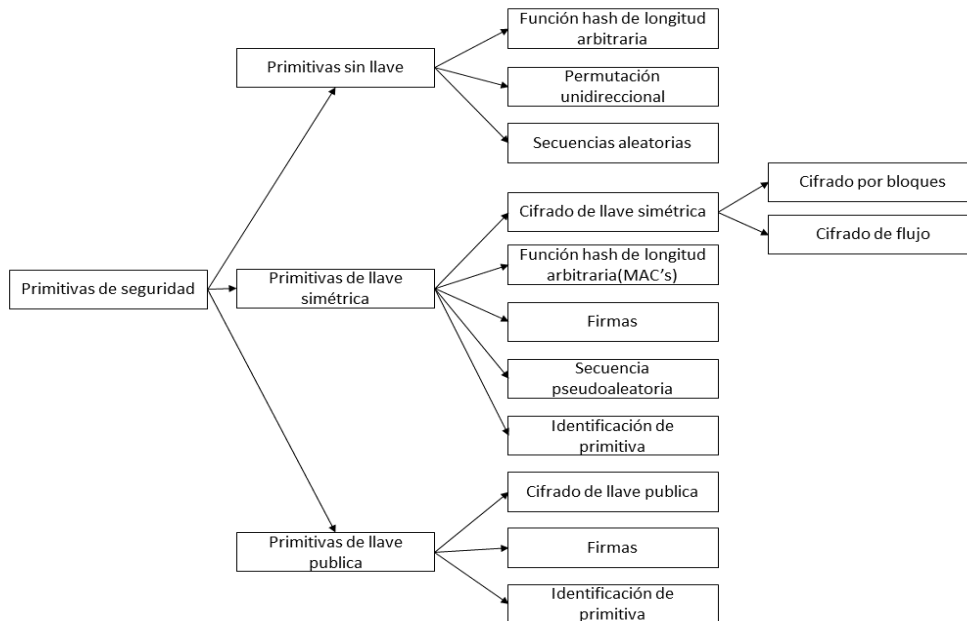 Función hash de longitud
arbitraria
Primitivas sin llave
Permutación
unidireccional
Secuencias aleatorias
Cifrado por bloques
Cifrado de llave simétrica
Cifrado de flujo
Función hash de longitud
arbitraria(MAC’s)
Primitivas de seguridad
Primitivas de llave
simétrica
Firmas
Secuencia
pseudoaleatoria
Identificación de
primitiva
Cifrado de llave publica
Primitivas de llave
publica
Firmas
Identificación de
primitiva